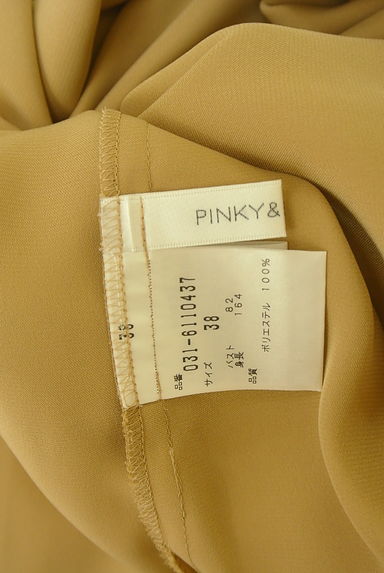 PINKY&
38
品番 031-6110437
サイズ 38
バスト 82
身長 164
品質 ポリエステル 100%